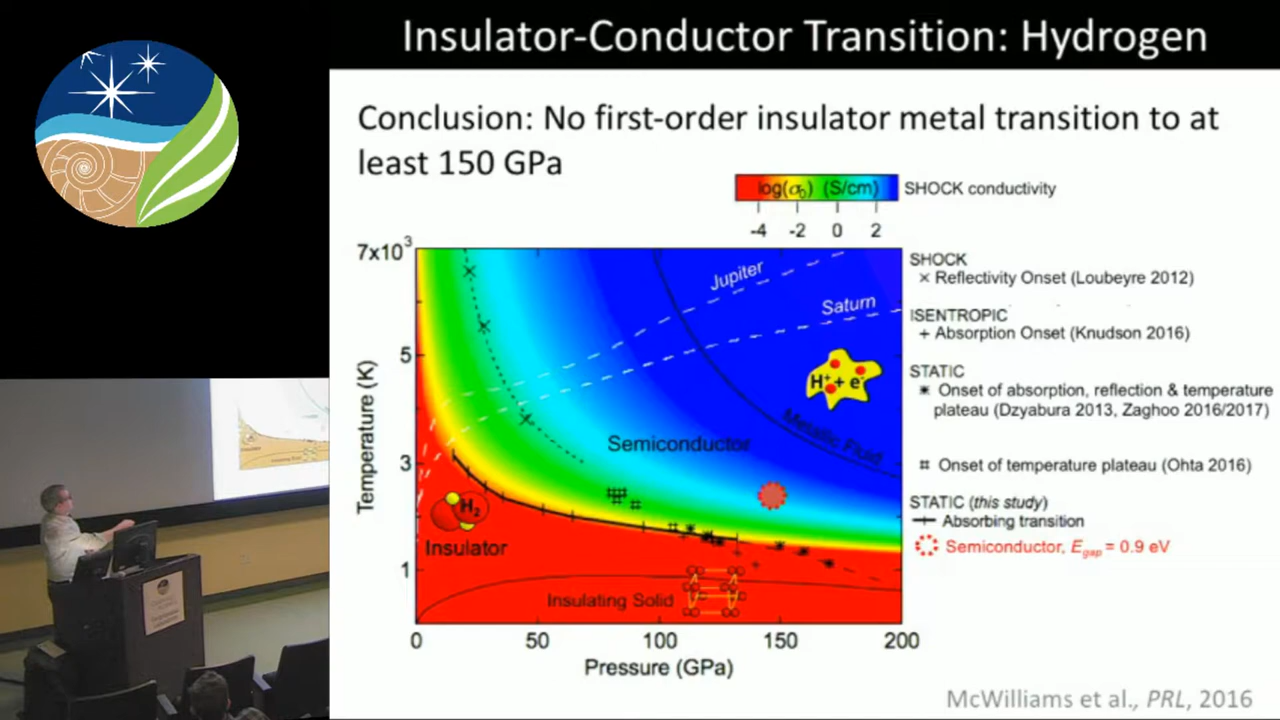 Insulator-Conductor Transition: Hydrogen
Conclusion: No first-order insulator metal transition to at
least 150 GPa
log(σ₀) (S/cm)
SHOCK conductivity
-4 -2 0 2
7x10³
5
3
1
Temperature (K)
Jupiter
Saturn
H⁺ + e⁻
Metallic Fluid
Semiconductor
H₂
Insulator
Insulating Solid
0 50 100 150 200
Pressure (GPa)
SHOCK
× Reflectivity Onset (Loubeyre 2012)
ISENTROPIC
+ Absorption Onset (Knudson 2016)
STATIC
✴ Onset of absorption, reflection & temperature
plateau (Dzyabura 2013, Zaghoo 2016/2017)
⌗ Onset of temperature plateau (Ohta 2016)
STATIC (this study)
Absorbing transition
Semiconductor, E_gap = 0.9 eV
McWilliams et al., PRL, 2016